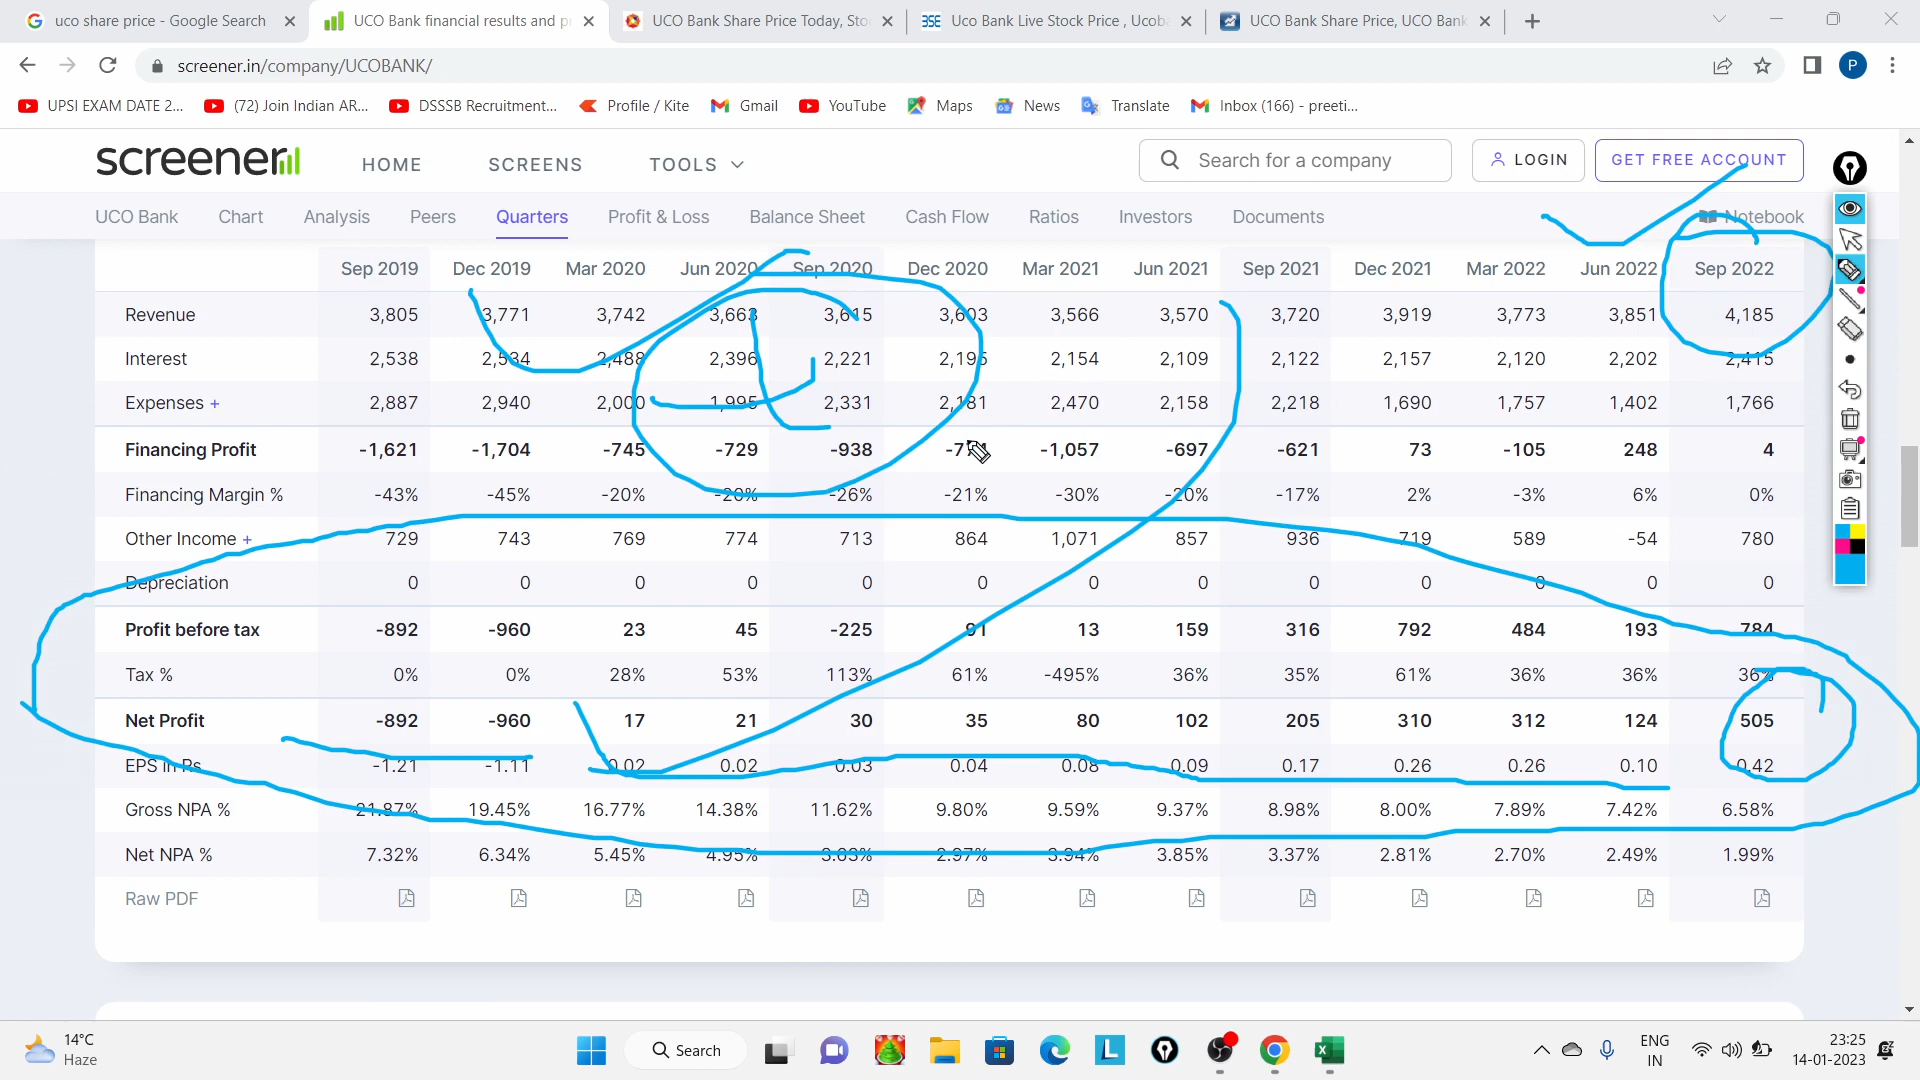 uco share price - Google Search
UCO Bank financial results and p
UCO Bank Share Price Today, Sto
BSE Uco Bank Live Stock Price , Ucob
UCO Bank Share Price, UCO Bank
screener.in/company/UCOBANK/
P
UPSI EXAM DATE 2... (72) Join Indian AR... DSSSB Recruitment... Profile / Kite Gmail YouTube Maps News Translate Inbox (166) - preeti...
screener HOME SCREENS TOOLS Search for a company LOGIN GET FREE ACCOUNT
UCO Bank Chart Analysis Peers Quarters Profit & Loss Balance Sheet Cash Flow Ratios Investors Documents Notebook
Sep 2019 Dec 2019 Mar 2020 Jun 2020 Sep 2020 Dec 2020 Mar 2021 Jun 2021 Sep 2021 Dec 2021 Mar 2022 Jun 2022 Sep 2022
Revenue 3,805 3,771 3,742 3,663 3,615 3,603 3,566 3,570 3,720 3,919 3,773 3,851 4,185
Interest 2,538 2,534 2,488 2,396 2,221 2,195 2,154 2,109 2,122 2,157 2,120 2,202 2,415
Expenses + 2,887 2,940 2,000 1,995 2,331 2,181 2,470 2,158 2,218 1,690 1,757 1,402 1,766
Financing Profit -1,621 -1,704 -745 -729 -938 -1,057 -697 -621 73 -105 248 4
Financing Margin % -43% -45% -20% -20% -26% -21% -30% -20% -17% 2% -3% 6% 0%
Other Income + 729 743 769 774 713 864 1,071 857 936 719 589 -54 780
Depreciation 0 0 0 0 0 0 0 0 0 0 0 0 0
Profit before tax -892 -960 23 45 -225 91 13 159 316 792 484 193 784
Tax % 0% 0% 28% 53% 113% 61% -495% 36% 35% 61% 36% 36% 36%
Net Profit -892 -960 17 21 30 35 80 102 205 310 312 124 505
EPS in Rs -1.21 -1.11 0.02 0.02 0.03 0.04 0.08 0.09 0.17 0.26 0.26 0.10 0.42
Gross NPA % 21.87% 19.45% 16.77% 14.38% 11.62% 9.80% 9.59% 9.37% 8.98% 8.00% 7.89% 7.42% 6.58%
Net NPA % 7.32% 6.34% 5.45% 4.95% 3.63% 2.97% 3.94% 3.85% 3.37% 2.81% 2.70% 2.49% 1.99%
Raw PDF
14°C
Haze
Search
L
ENG
IN
23:25
14-01-2023